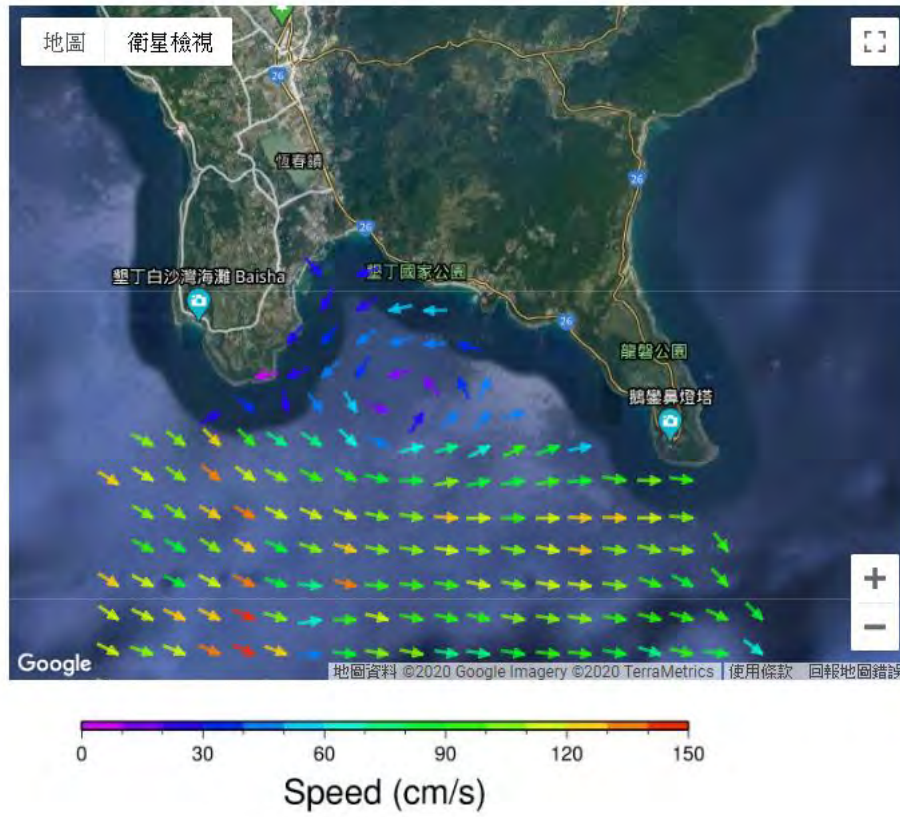 地圖
衛星檢視
26
恆春鎮
26
26
墾丁國家公園
墾丁白沙灣海灘 Baisha
26
龍磐公園
鵝鑾鼻燈塔
+
−
Google
地圖資料 ©2020 Google Imagery ©2020 TerraMetrics
使用條款
回報地圖錯誤
0 30 60 90 120 150
Speed (cm/s)